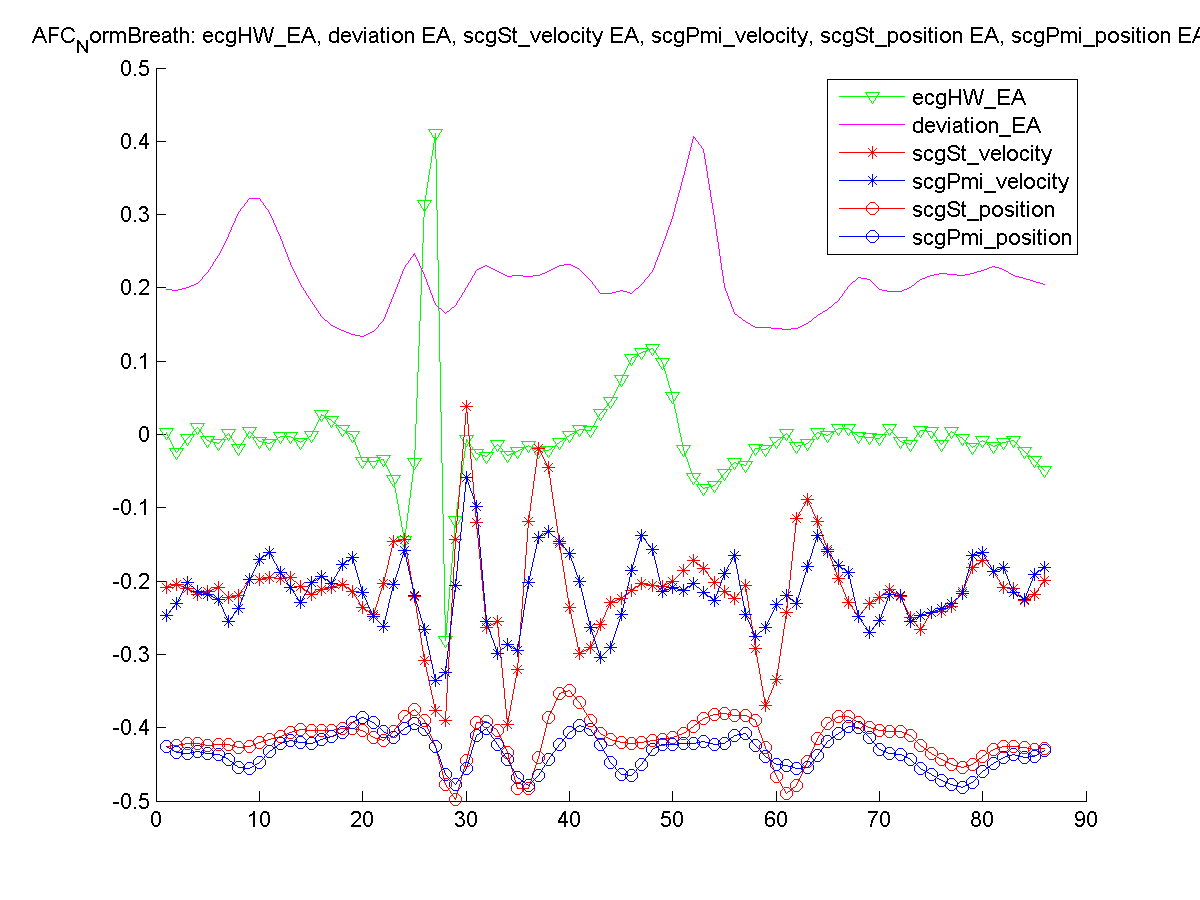 AFC_NormBreath: ecgHW_EA, deviation EA, scgSt_velocity EA, scgPmi_velocity, scgSt_position EA, scgPmi_position EA
0.5
0.4
0.3
0.2
0.1
0
-0.1
-0.2
-0.3
-0.4
-0.5
0 10 20 30 40 50 60 70 80 90
ecgHW_EA
deviation_EA
scgSt_velocity
scgPmi_velocity
scgSt_position
scgPmi_position